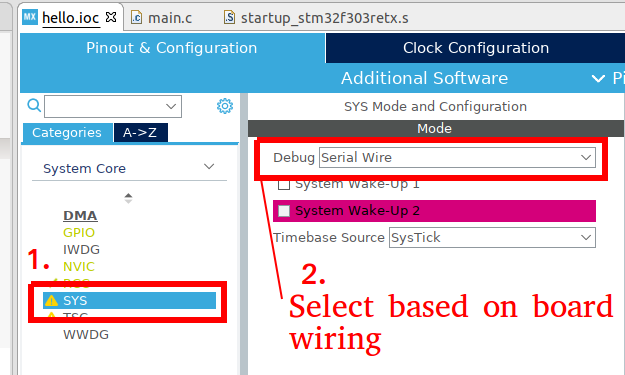 MX hello.ioc
.c main.c
.S startup_stm32f303retx.s
Pinout & Configuration
Clock Configuration
Additional Software
Pi
Categories
A->Z
System Core
DMA
GPIO
IWDG
NVIC
RCC
SYS
TSC
WWDG
1.
SYS Mode and Configuration
Mode
Debug Serial Wire
System Wake-Up 1
System Wake-Up 2
Timebase Source SysTick
2.
Select based on board
wiring